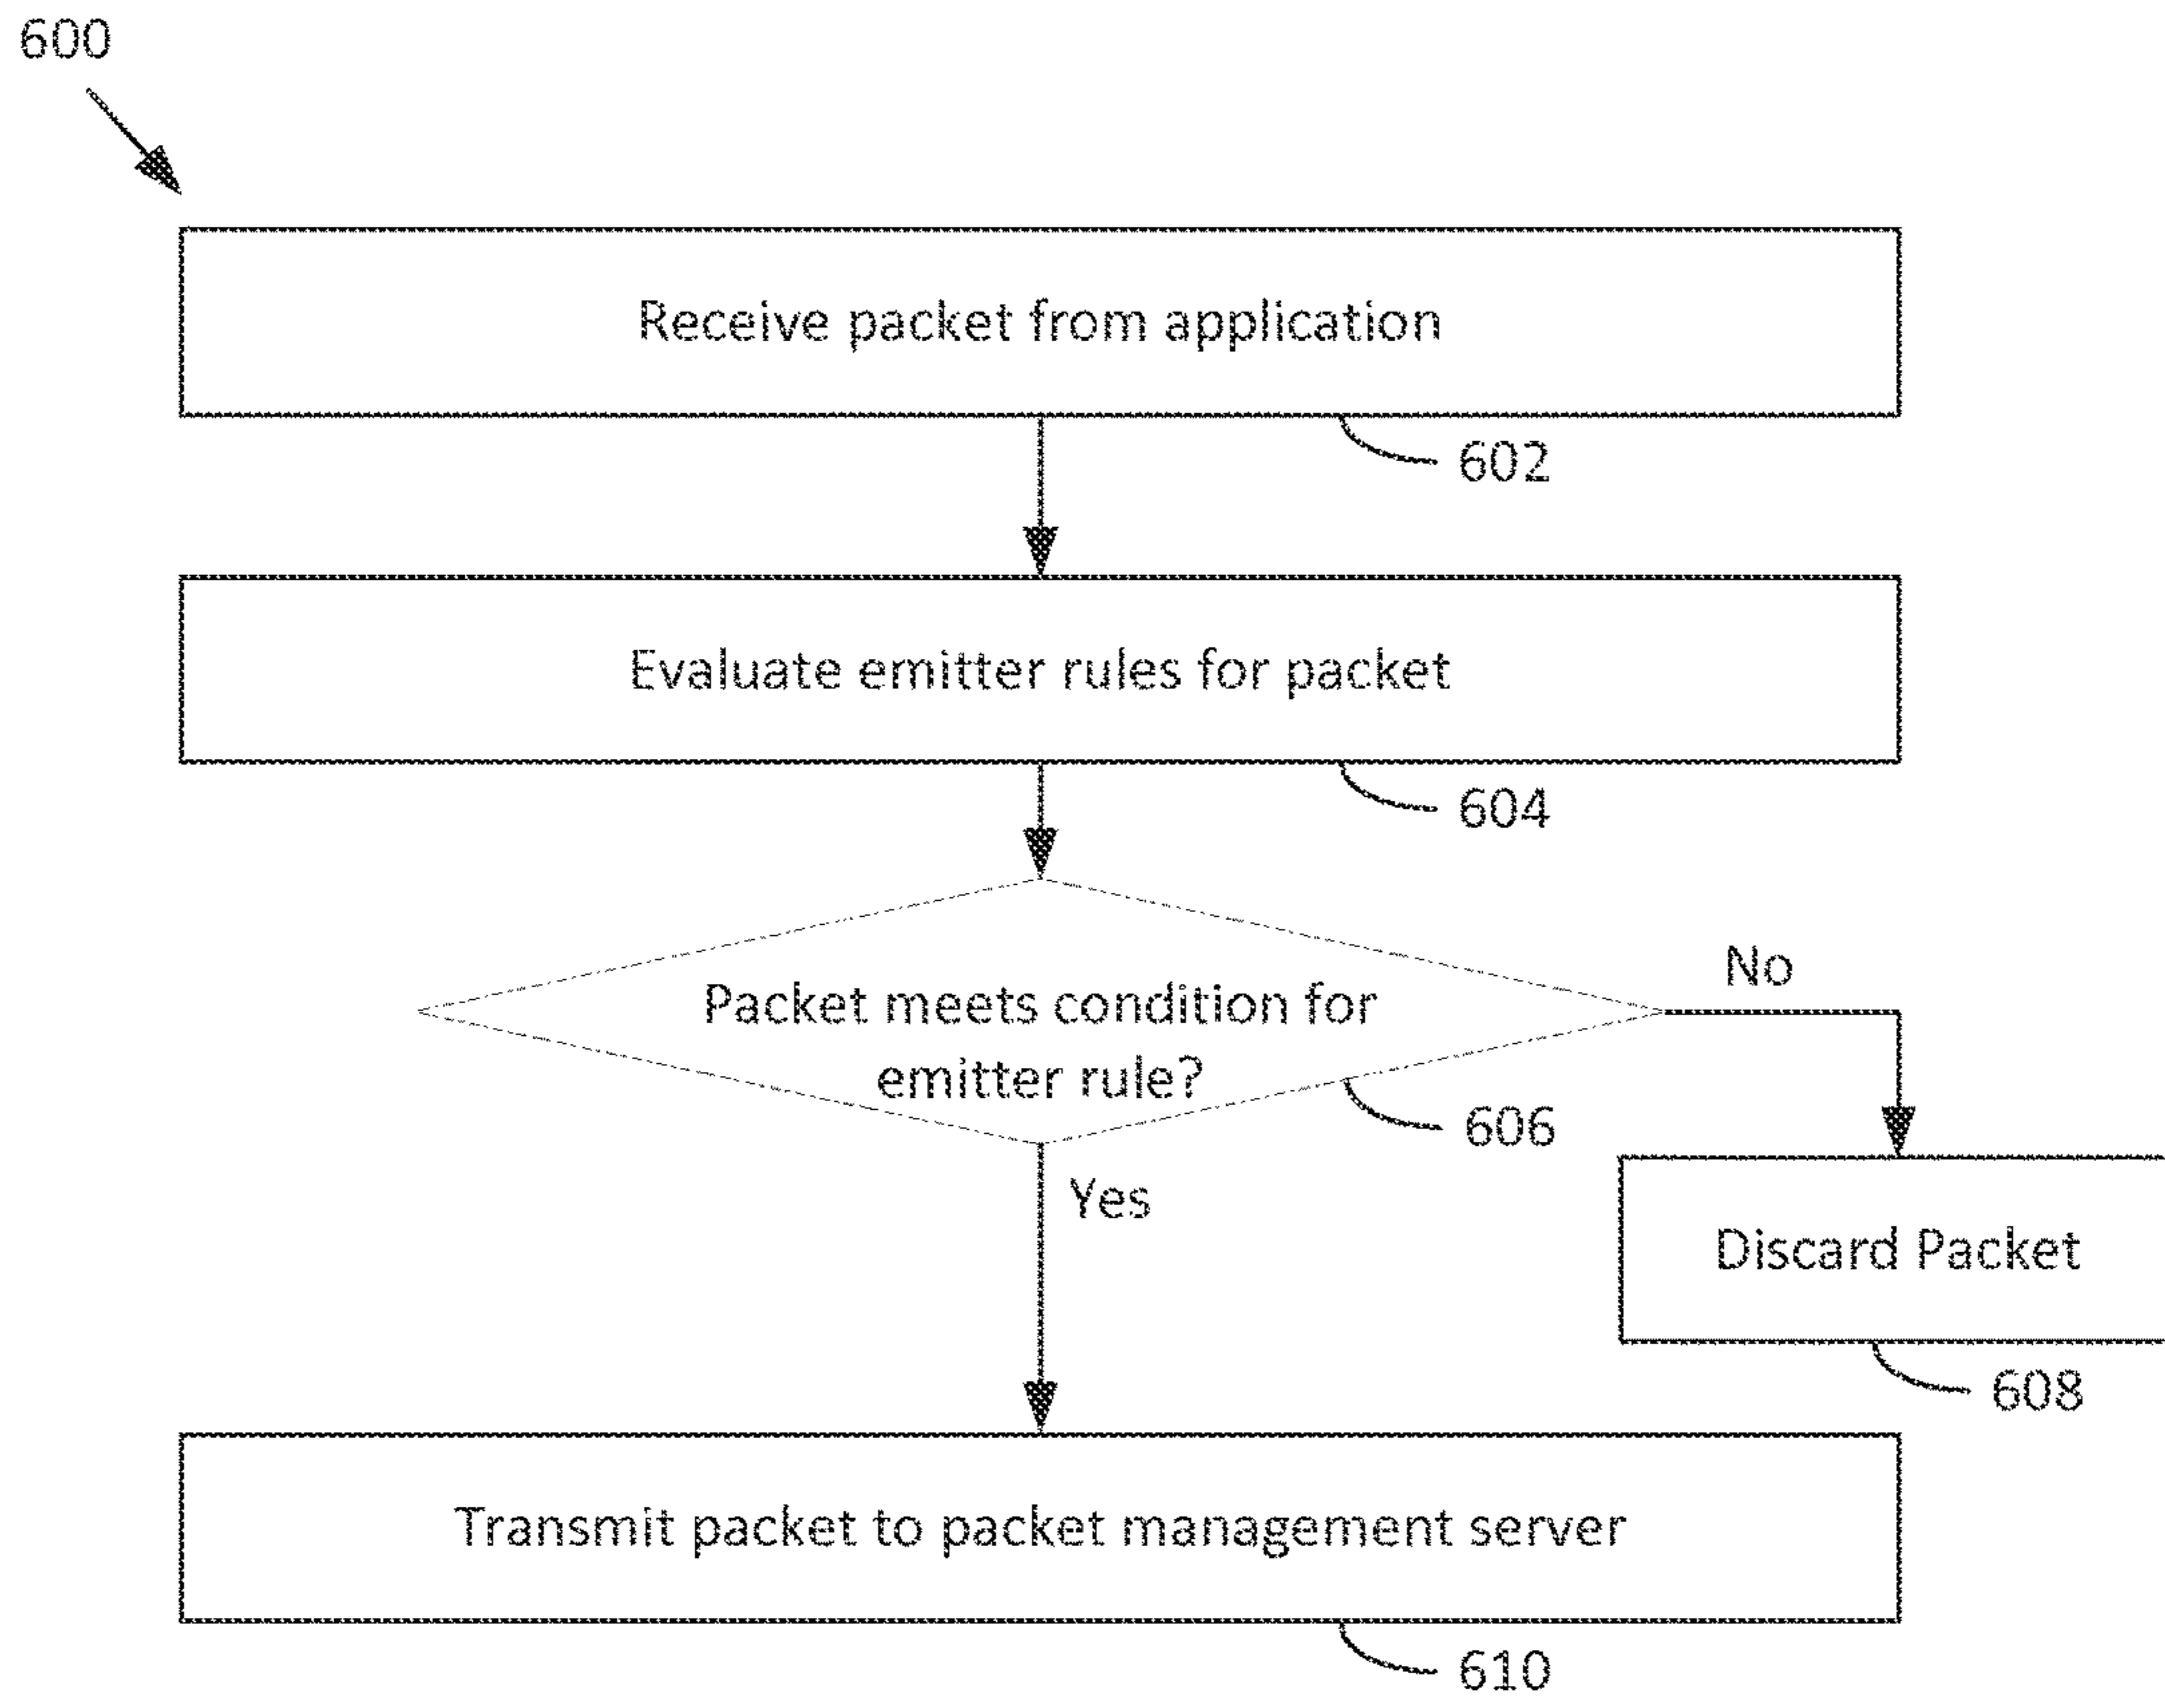 600
Receive packet from application
602
Evaluate emitter rules for packet
604
Packet meets condition for
emitter rule?
606
No
Yes
Discard Packet
608
Transmit packet to packet management server
610